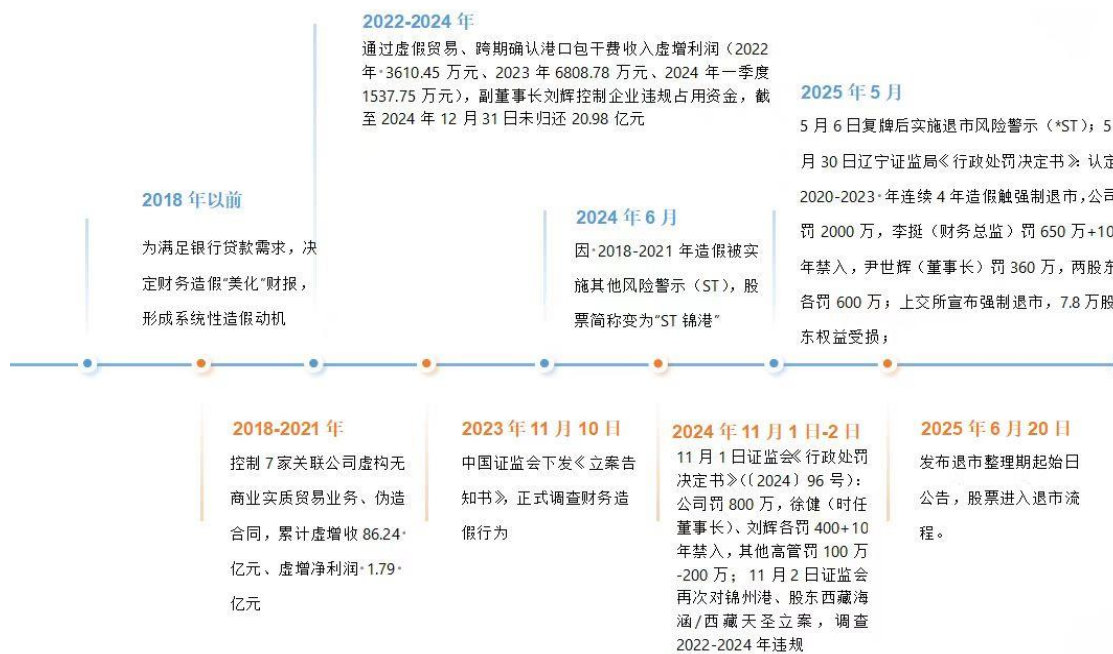 2022-2024 年
通过虚假贸易、跨期确认港口包干费收入虚增利润（2022
年·3610.45 万元、2023 年 6808.78 万元、2024 年一季度
1537.75 万元），副董事长刘辉控制企业违规占用资金，截
至 2024 年 12 月 31 日未归还 20.98 亿元
2025 年 5 月
5 月 6 日复牌后实施退市风险警示（*ST）；5
月 30 日辽宁证监局《行政处罚决定书》：认定
2020-2023·年连续 4 年造假触强制退市，公司
罚 2000 万，李挺（财务总监）罚 650 万+10
年禁入，尹世辉（董事长）罚 360 万，两股东
各罚 600 万；上交所宣布强制退市，7.8 万股
东权益受损；
2018 年以前
为满足银行贷款需求，决
定财务造假“美化”财报，
形成系统性造假动机
2024 年 6 月
因·2018-2021 年造假被实
施其他风险警示（ST），股
票简称变为“ST 锦港”
2018-2021 年
控制 7 家关联公司虚构无
商业实质贸易业务、伪造
合同，累计虚增收 86.24·
亿元、虚增净利润·1.79·
亿元
2023 年 11 月 10 日
中国证监会下发《立案告
知书》，正式调查财务造
假行为
2024 年 11 月 1 日-2 日
11 月 1 日证监会《行政处罚
决定书》（〔2024〕96 号）：
公司罚 800 万，徐健（时任
董事长）、刘辉各罚 400+10
年禁入，其他高管罚 100 万
-200 万；11 月 2 日证监会
再次对锦州港、股东西藏海
涵/西藏天圣立案，调查
2022-2024 年违规
2025 年 6 月 20 日
发布退市整理期起始日
公告，股票进入退市流
程。